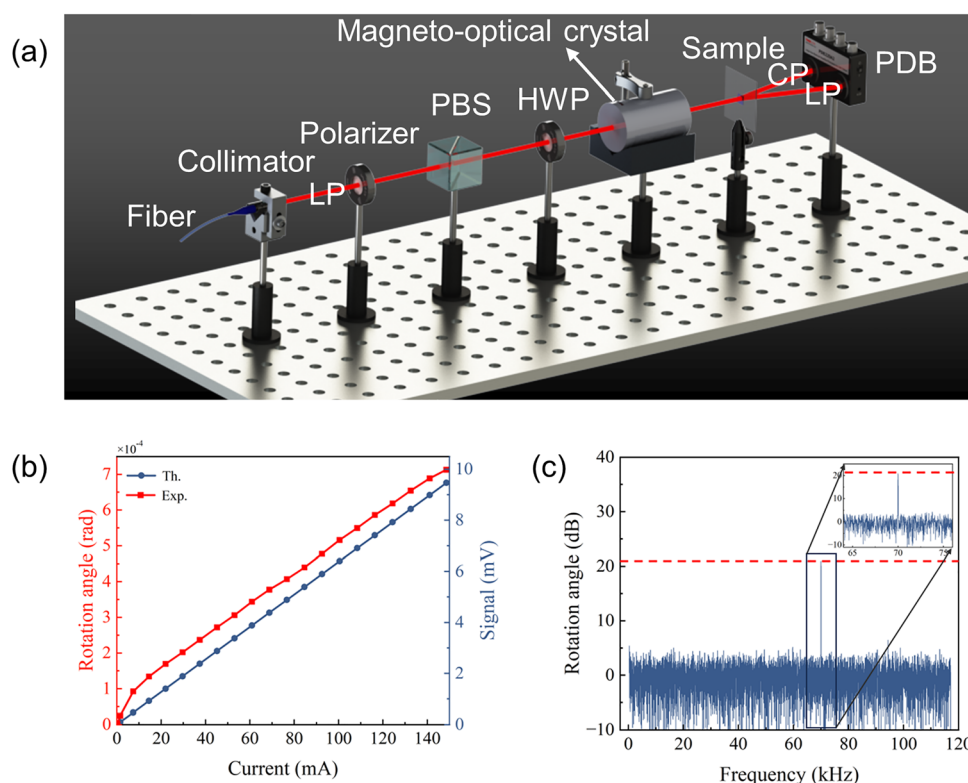 (a)
Magneto-optical crystal
Sample
CP
LP
PDB
HWP
PBS
Polarizer
Collimator
LP
Fiber
(b)
×10⁻⁴
Th.
Exp.
7
6
5
4
3
2
1
0
Rotation angle (rad)
10
8
6
4
2
0
Signal (mV)
0 20 40 60 80 100 120 140
Current (mA)
(c)
40
30
20
10
0
−10
Rotation angle (dB)
20
10
0
−10
65 70 75
0 20 40 60 80 100 120
Frequency (kHz)